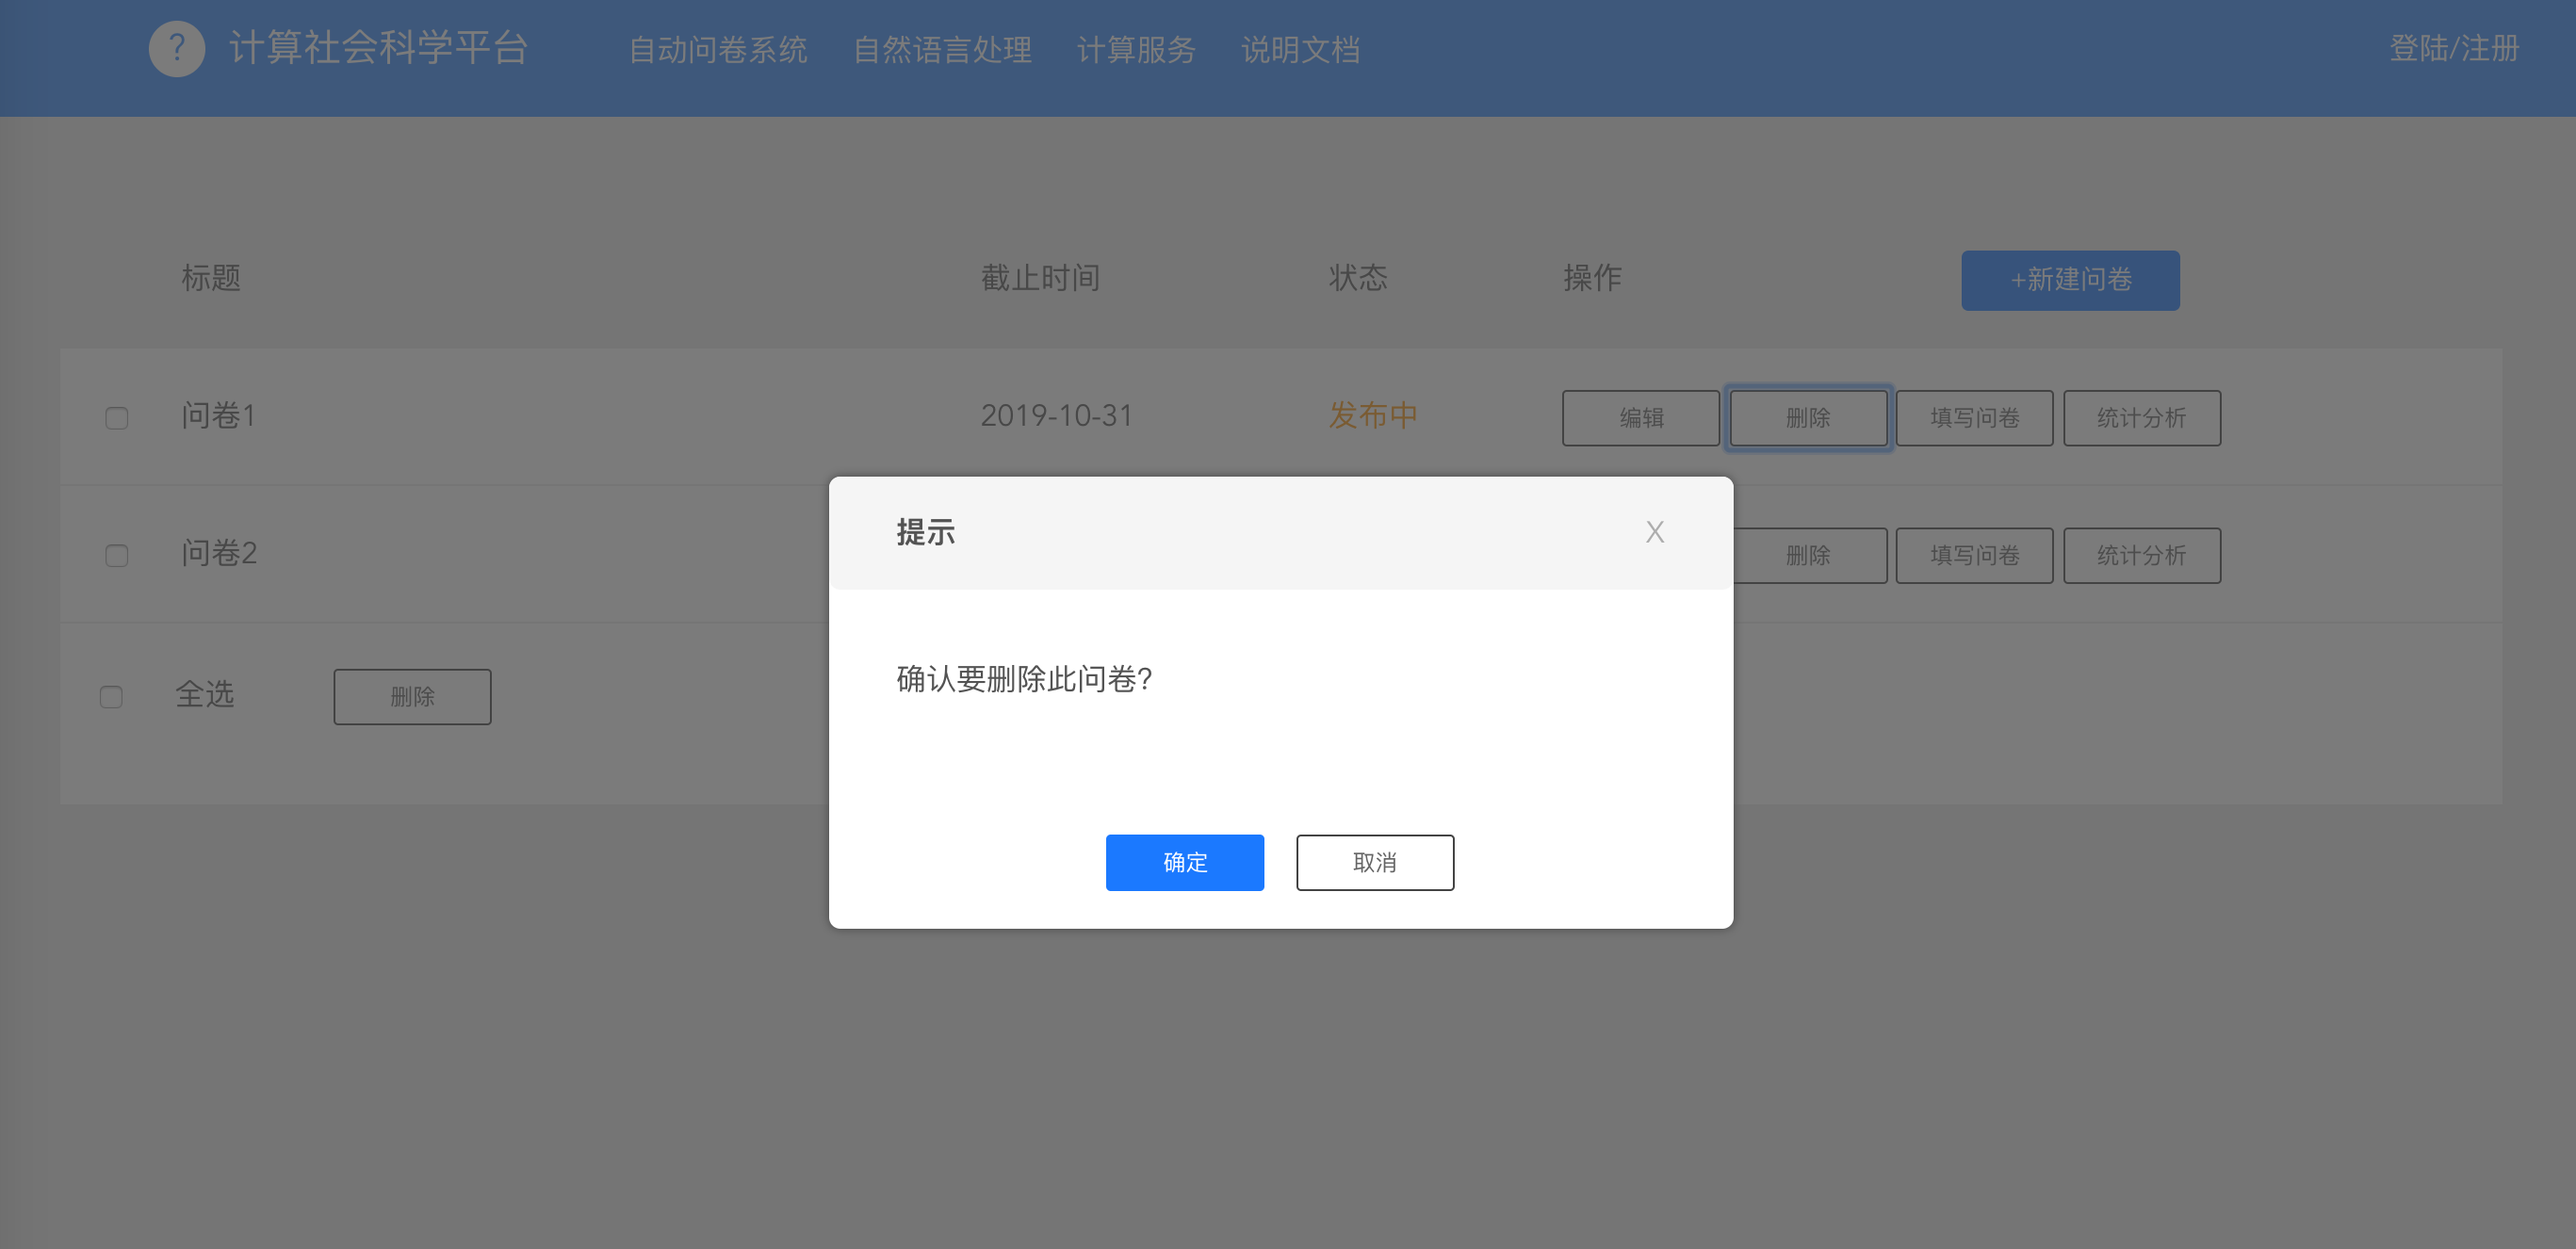 ? 计算社会科学平台 自动问卷系统 自然语言处理 计算服务 说明文档 登陆/注册
标题 截止时间 状态 操作 +新建问卷
问卷1 2019-10-31 发布中 编辑 删除 填写问卷 统计分析
提示 X
问卷2 删除 填写问卷 统计分析
确认要删除此问卷?
全选 删除
确定 取消